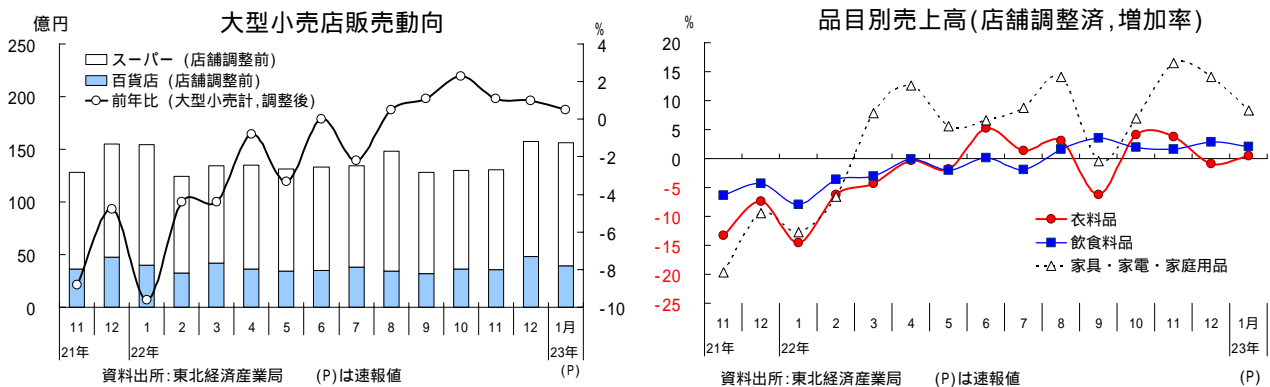 大型小売店販売動向
億円
%
250
200
150
100
50
0
4
2
0
-2
-4
-6
-8
-10
スーパー (店舗調整前)
百貨店 (店舗調整前)
前年比 (大型小売計,調整後)
11 12 1 2 3 4 5 6 7 8 9 10 11 12 1月
21年 22年 23年
資料出所:東北経済産業局 (P)は速報値 (P)
品目別売上高(店舗調整済,増加率)
%
20
15
10
5
0
-5
-10
-15
-20
-25
衣料品
飲食料品
家具・家電・家庭用品
11 12 1 2 3 4 5 6 7 8 9 10 11 12 1月
21年 22年 23年
資料出所:東北経済産業局 (P)は速報値 (P)